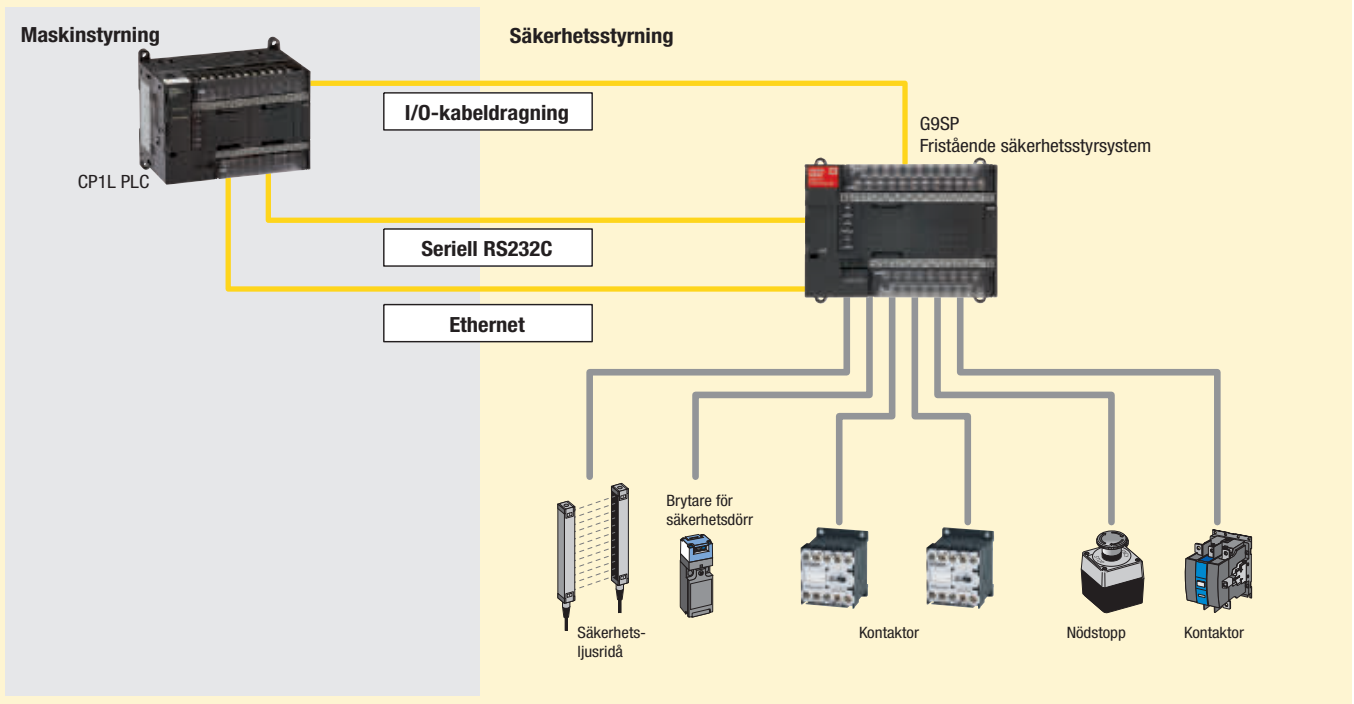 Maskinstyrning
Säkerhetsstyrning
I/O-kabeldragning
G9SP
Fristående säkerhetsstyrsystem
CP1L PLC
Seriell RS232C
Ethernet
Brytare för
säkerhetsdörr
Säkerhets-
ljusridå
Kontaktor
Nödstopp
Kontaktor